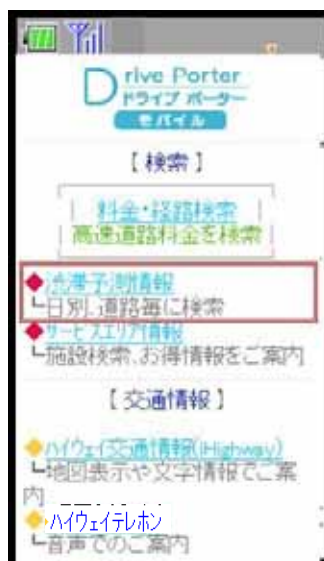 Drive Porter
ドライブ ポーター
モバイル
【検索】
料金・経路検索
高速道路料金を検索
◆渋滞予測情報
┗日別、道路毎に検索
◆サービスエリア情報
┗施設検索、お得情報をご案内
【交通情報】
◆ハイウェイ交通情報(iHighway)
┗地図表示や文字情報でご案
内
◆ハイウェイテレホン
┗音声でのご案内